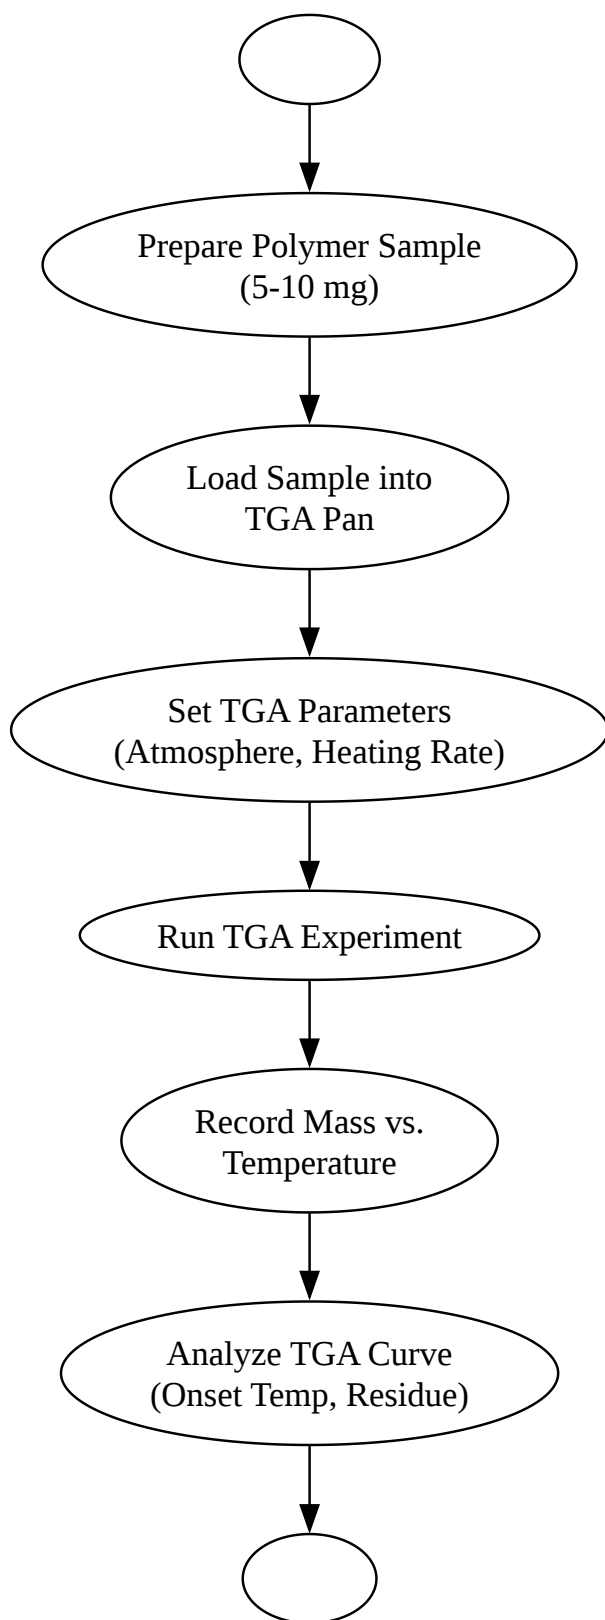 Prepare Polymer Sample
(5-10 mg)
Load Sample into
TGA Pan
Set TGA Parameters
(Atmosphere, Heating Rate)
Run TGA Experiment
Record Mass vs.
Temperature
Analyze TGA Curve
(Onset Temp, Residue)